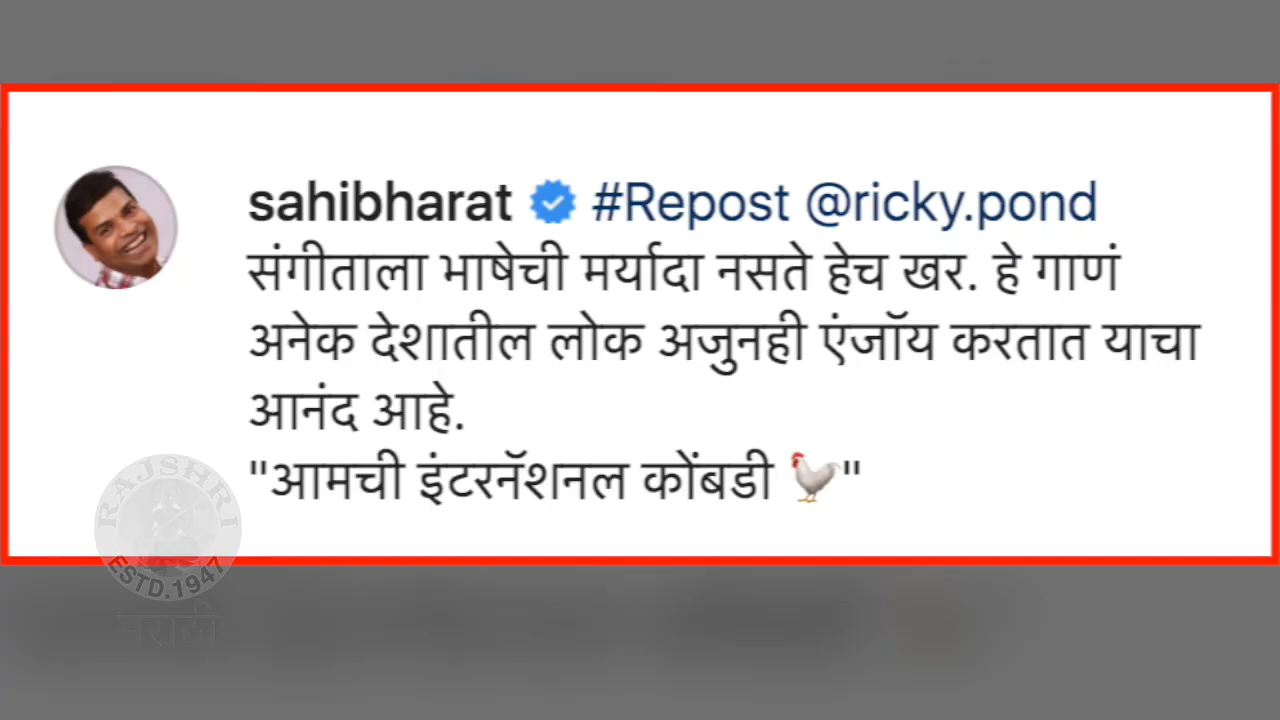 sahibharat #Repost @ricky.pond
संगीताला भाषेची मर्यादा नसते हेच खर. हे गाणं
अनेक देशातील लोक अजुनही एंजॉय करतात याचा
आनंद आहे.
"आमची इंटरनॅशनल कोंबडी 🐓"
RAJSHRI
ESTD.1947
मराठी